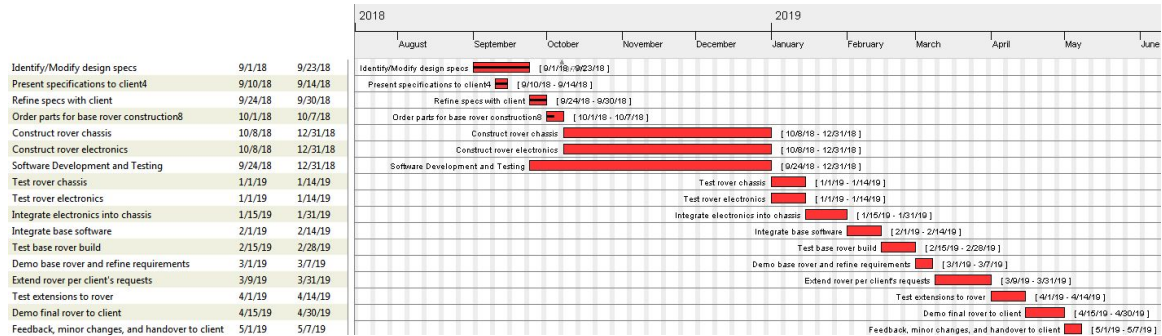 2018 2019
August September October November December January February March April May June
Identify/Modify design specs 9/1/18 9/23/18 Identify/Modify design specs [ 9/1/18 - 9/23/18 ]
Present specifications to client4 9/10/18 9/14/18 Present specifications to client4 [ 9/10/18 - 9/14/18 ]
Refine specs with client 9/24/18 9/30/18 Refine specs with client [ 9/24/18 - 9/30/18 ]
Order parts for base rover construction8 10/1/18 10/7/18 Order parts for base rover construction8 [ 10/1/18 - 10/7/18 ]
Construct rover chassis 10/8/18 12/31/18 Construct rover chassis [ 10/8/18 - 12/31/18 ]
Construct rover electronics 10/8/18 12/31/18 Construct rover electronics [ 10/8/18 - 12/31/18 ]
Software Development and Testing 9/24/18 12/31/18 Software Development and Testing [ 9/24/18 - 12/31/18 ]
Test rover chassis 1/1/19 1/14/19 Test rover chassis [ 1/1/19 - 1/14/19 ]
Test rover electronics 1/1/19 1/14/19 Test rover electronics [ 1/1/19 - 1/14/19 ]
Integrate electronics into chassis 1/15/19 1/31/19 Integrate electronics into chassis [ 1/15/19 - 1/31/19 ]
Integrate base software 2/1/19 2/14/19 Integrate base software [ 2/1/19 - 2/14/19 ]
Test base rover build 2/15/19 2/28/19 Test base rover build [ 2/15/19 - 2/28/19 ]
Demo base rover and refine requirements 3/1/19 3/7/19 Demo base rover and refine requirements [ 3/1/19 - 3/7/19 ]
Extend rover per client's requests 3/9/19 3/31/19 Extend rover per client's requests [ 3/9/19 - 3/31/19 ]
Test extensions to rover 4/1/19 4/14/19 Test extensions to rover [ 4/1/19 - 4/14/19 ]
Demo final rover to client 4/15/19 4/30/19 Demo final rover to client [ 4/15/19 - 4/30/19 ]
Feedback, minor changes, and handover to client 5/1/19 5/7/19 Feedback, minor changes, and handover to client [ 5/1/19 - 5/7/19 ]